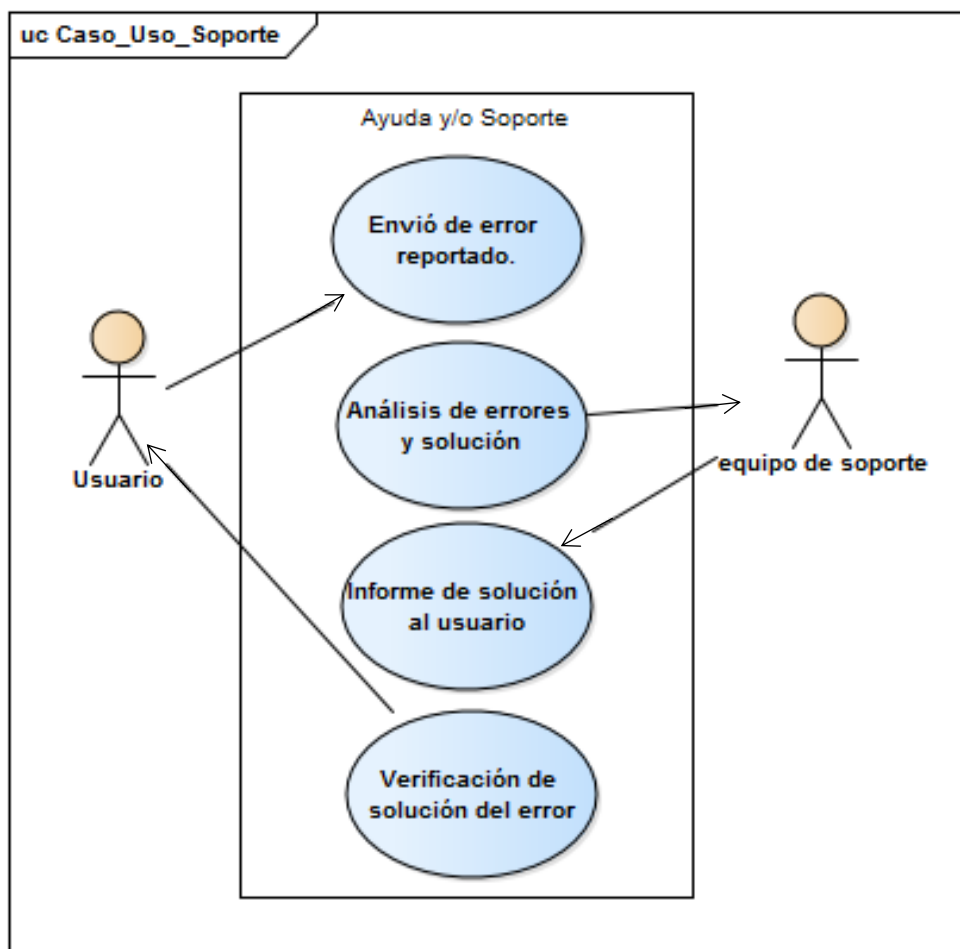 uc Caso_Uso_Soporte
Ayuda y/o Soporte
Envió de error
reportado.
Análisis de errores
y solución
Usuario
equipo de soporte
Informe de solución
al usuario
Verificación de
solución del error